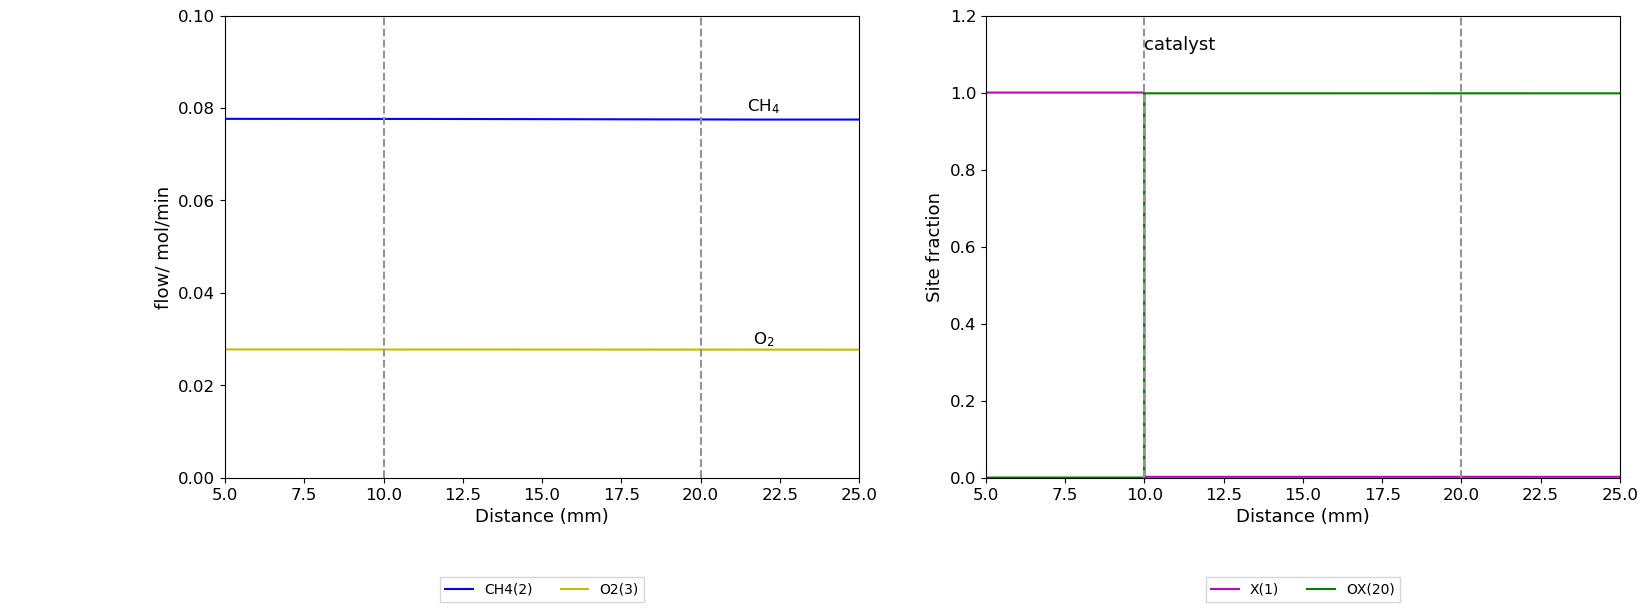 0.10
0.08
0.06
0.04
0.02
0.00
flow/ mol/min
CH₄
O₂
5.0 7.5 10.0 12.5 15.0 17.5 20.0 22.5 25.0
Distance (mm)
CH4(2) O2(3)
1.2
1.0
0.8
0.6
0.4
0.2
0.0
Site fraction
catalyst
5.0 7.5 10.0 12.5 15.0 17.5 20.0 22.5 25.0
Distance (mm)
X(1) OX(20)